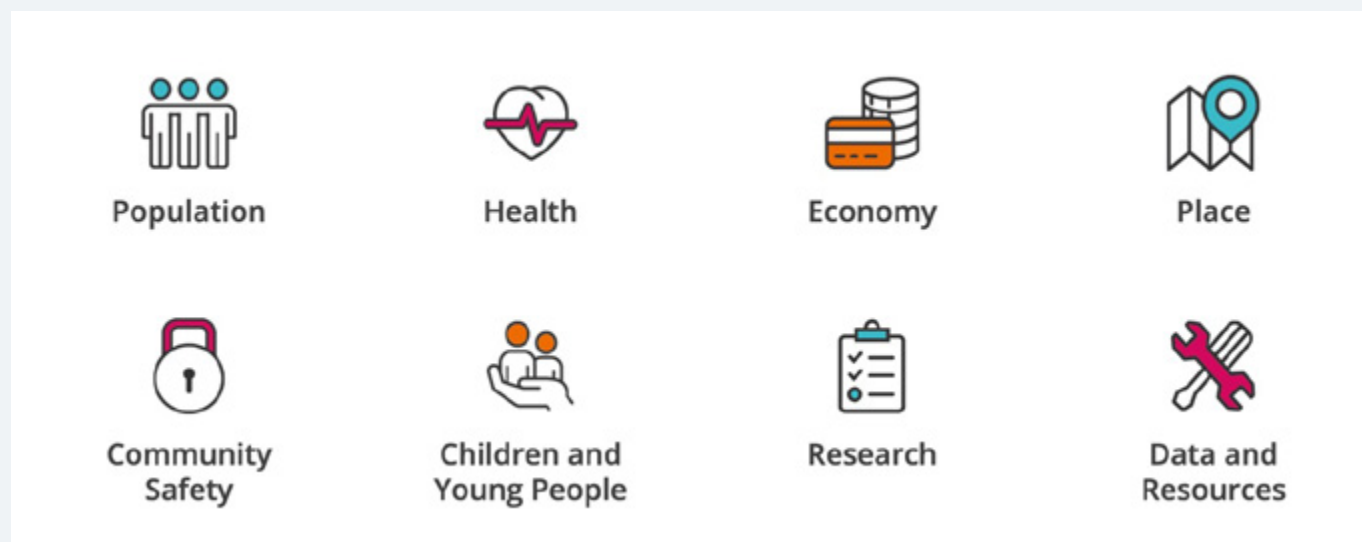 Population
Health
Economy
Place
Community
Safety
Children and
Young People
Research
Data and
Resources